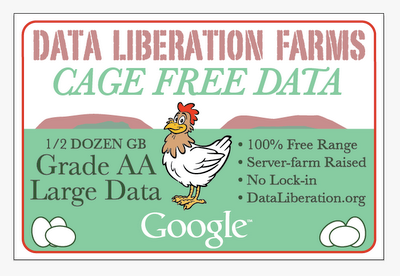 DATA LIBERATION FARMS
CAGE FREE DATA
1/2 DOZEN GB
Grade AA
Large Data
• 100% Free Range
• Server-farm Raised
• No Lock-in
• DataLiberation.org
Google™